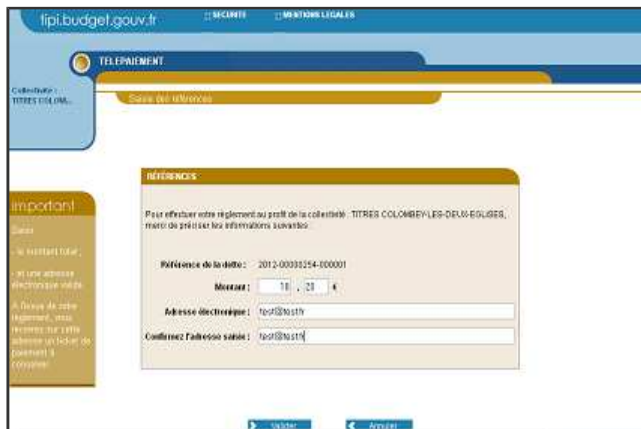 tipi.budget.gouv.fr
:: SECURITE :: MENTIONS LEGALES
TELEPAIEMENT
Collectivité :
TITRES COLOM...
Saisie des références
RÉFÉRENCES
Pour effectuer votre règlement au profit de la collectivité : TITRES COLOMBEY-LES-DEUX-EGLISES,
merci de préciser les informations suivantes :
Référence de la dette : 2012-00008254-000001
Montant : 10 , 20 €
Adresse électronique : test@test.fr
Confirmez l'adresse saisie : test@test.fr
important
Saisir
- le montant total ;
- et une adresse
électronique valide.
A l'issue de votre
règlement, vous
recevrez sur cette
adresse un ticket de
paiement à
conserver.
Valider Annuler